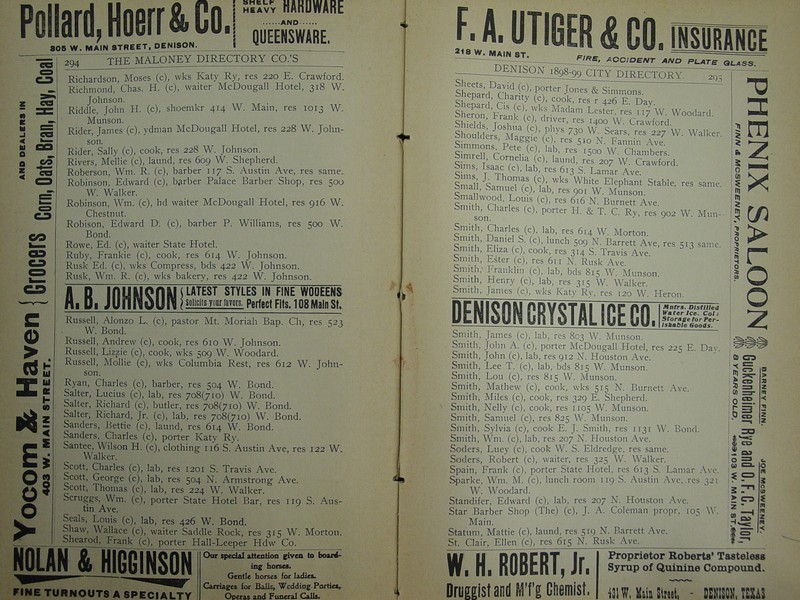 Pollard, Hoerr & Co.
SHELF HEAVY HARDWARE
......AND......
QUEENSWARE.
805 W. MAIN STREET, DENISON.
294 THE MALONEY DIRECTORY CO.'S
Richardson, Moses (c), wks Katy Ry, res 220 E. Crawford.
Richmond, Chas. H. (c), waiter McDougall Hotel, 318 W.
Johnson.
Riddle, John H. (c), shoemkr 414 W. Main, res 1013 W.
Munson.
Rider, James (c), ydman McDougall Hotel, res 228 W. John-
son.
Rider, Sally (c), cook, res 228 W. Johnson.
Rivers, Mellie (c), laund, res 609 W. Shepherd.
Roberson, Wm. R. (c), barber 117 S. Austin Ave, res same.
Robinson, Edward (c), barber Palace Barber Shop, res 500
W. Walker.
Robinson, Wm. (c), hd waiter McDougall Hotel, res 916 W.
Chestnut.
Robison, Edward D. (c), barber P. Williams, res 500 W.
Bond.
Rowe, Ed. (c), waiter State Hotel.
Ruby, Frankie (c), cook, res 614 W. Johnson.
Rusk Ed. (c), wks Compress, bds 422 W. Johnson.
Rusk, Wm. R. (c), wks bakery, res 422 W. Johnson.
A. B. JOHNSON
LATEST STYLES IN FINE WOOLENS
Solicits your favors. Perfect Fits. 108 Main St.
Russell, Alonzo L. (c), pastor Mt. Moriah Bap. Ch, res 523
W. Bond.
Russell, Andrew (c), cook, res 610 W. Johnson.
Russell, Lizzie (c), cook, wks 509 W. Woodard.
Russell, Mollie (c), wks Columbia Rest, res 612 W. John-
son.
Ryan, Charles (c), barber, res 504 W. Bond.
Salter, Lucius (c), lab, res 708(710) W. Bond.
Salter, Richard (c), butler, res 708(710) W. Bond.
Salter, Richard, Jr. (c), lab, res 708(710) W. Bond.
Sanders, Bettie (c), laund, res 614 W. Bond.
Sanders, Charles (c), porter Katy Ry.
Santee, Wilson H (c), clothing 116 S. Austin Ave, res 122 W.
Walker.
Scott, Charles (c), lab, res 1201 S. Travis Ave.
Scott, George (c), lab, res 504 N. Armstrong Ave.
Scott, Thomas (c), lab, res 224 W. Walker.
Scruggs, Wm. (c), porter State Hotel Bar, res 119 S. Aus-
tin Ave.
Seals, Louis (c), lab, res 426 W. Bond.
Shaw, Wallace (c), waiter Saddle Rock, res 315 W. Morton.
Shearod, Frank (c), porter Hall-Leeper Hdw Co.
NOLAN & HIGGINSON
FINE TURNOUTS A SPECIALTY
Our special attention given to board-
ing horses.
Gentle horses for ladies.
Carriages for Balls, Wedding Parties,
Operas and Funeral Calls.
Yocom & Haven
403 W. MAIN STREET.
Grocers
AND DEALERS IN
Corn, Oats, Bran, Hay, Coal
F. A. UTIGER & CO. INSURANCE
218 W. MAIN ST. FIRE, ACCIDENT AND PLATE GLASS.
DENISON 1898-99 CITY DIRECTORY 295
Sheets, David (c), porter Jones & Simmons.
Shepard, Charity (c), cook, res r 426 E. Day.
Shepard, Cis (c), wks Madam Lester, res 117 W. Woodard.
Sheron, Frank (c), driver, res 1400 W. Crawford.
Shields, Joshua (c), phys 730 W. Sears, res 227 W. Walker.
Shoulders, Maggie (c), res 510 N. Fannin Ave.
Simmons, Pete (c), lab, res 1500 W. Chambers.
Simrell, Cornelia (c), laund, res 207 W. Crawford.
Sims, Isaac (c), lab, res 613 S. Lamar Ave.
Sims, J. Thomas (c), wks White Elephant Stable, res same.
Small, Samuel (c), lab, res 901 W. Munson.
Smallwood, Louis (c), res 616 N. Burnett Ave.
Smith, Charles (c), porter H. & T. C. Ry, res 902 W. Mun-
son.
Smith, Charles (c), lab, res 614 W. Morton.
Smith, Daniel S. (c), lunch 509 N. Barrett Ave, res 513 same.
Smith, Eliza (c), cook, res 314 S. Travis Ave.
Smith, Ester (c), res 611 N. Rusk Ave.
Smith, Franklin (c), lab, bds 815 W. Munson.
Smith, Henry (c), lab, res 315 W. Walker.
Smith, James (c), wks Katy Ry, res 120 W. Heron.
DENISON CRYSTAL ICE CO.
Mnfrs. Distilled
Water Ice. Cold
Storage for Per-
ishable Goods.
Smith, James (c), lab, res 803 W. Munson.
Smith, John A. (c), porter McDougall Hotel, res 225 E. Day.
Smith, John (c), lab, res 912 N. Houston Ave.
Smith, Lee T. (c), lab, bds 815 W. Munson.
Smith, Lou (c), res 815 W. Munson.
Smith, Mathew (c), cook, wks 515 N. Burnett Ave.
Smith, Miles (c), cook, res 329 E. Shepherd.
Smith, Nelly (c), cook, res 1105 W. Munson.
Smith, Samuel (c), res 825 W. Munson.
Smith, Sylvia (c), cook E. J. Smith, res 1131 W. Bond.
Smith, Wm. (c), lab, res 207 N. Houston Ave.
Soders, Lucy (c), cook W. S. Eldredge, res same.
Soders, Robert (c), waiter, res 325 W. Walker.
Spain, Frank (c), porter State Hotel, res 613 S. Lamar Ave.
Sparke, Wm. M. (c), lunch room 119 S. Austin Ave, res 321
W. Woodard.
Standifer, Edward (c), lab, res 207 N. Houston Ave.
Star Barber Shop (The) (c), J. A. Coleman propr, 105 W.
Main.
Statum, Mattie (c), laund, res 519 N. Barrett Ave.
St. Clair, Ellen (c), res 615 N. Rusk Ave.
W. H. ROBERT, Jr.
Druggist and M'f'g Chemist.
Proprietor Roberts' Tasteless
Syrup of Quinine Compound.
431 W. Main Street, - DENISON, TEXAS
PHENIX SALOON
FINN & McSWEENEY, PROPRIETORS.
BARNEY FINN. JOE McSWEENEY.
Guckenheimer Rye and O. F. C. Taylor,
8 YEARS OLD. 103 W. MAIN ST.